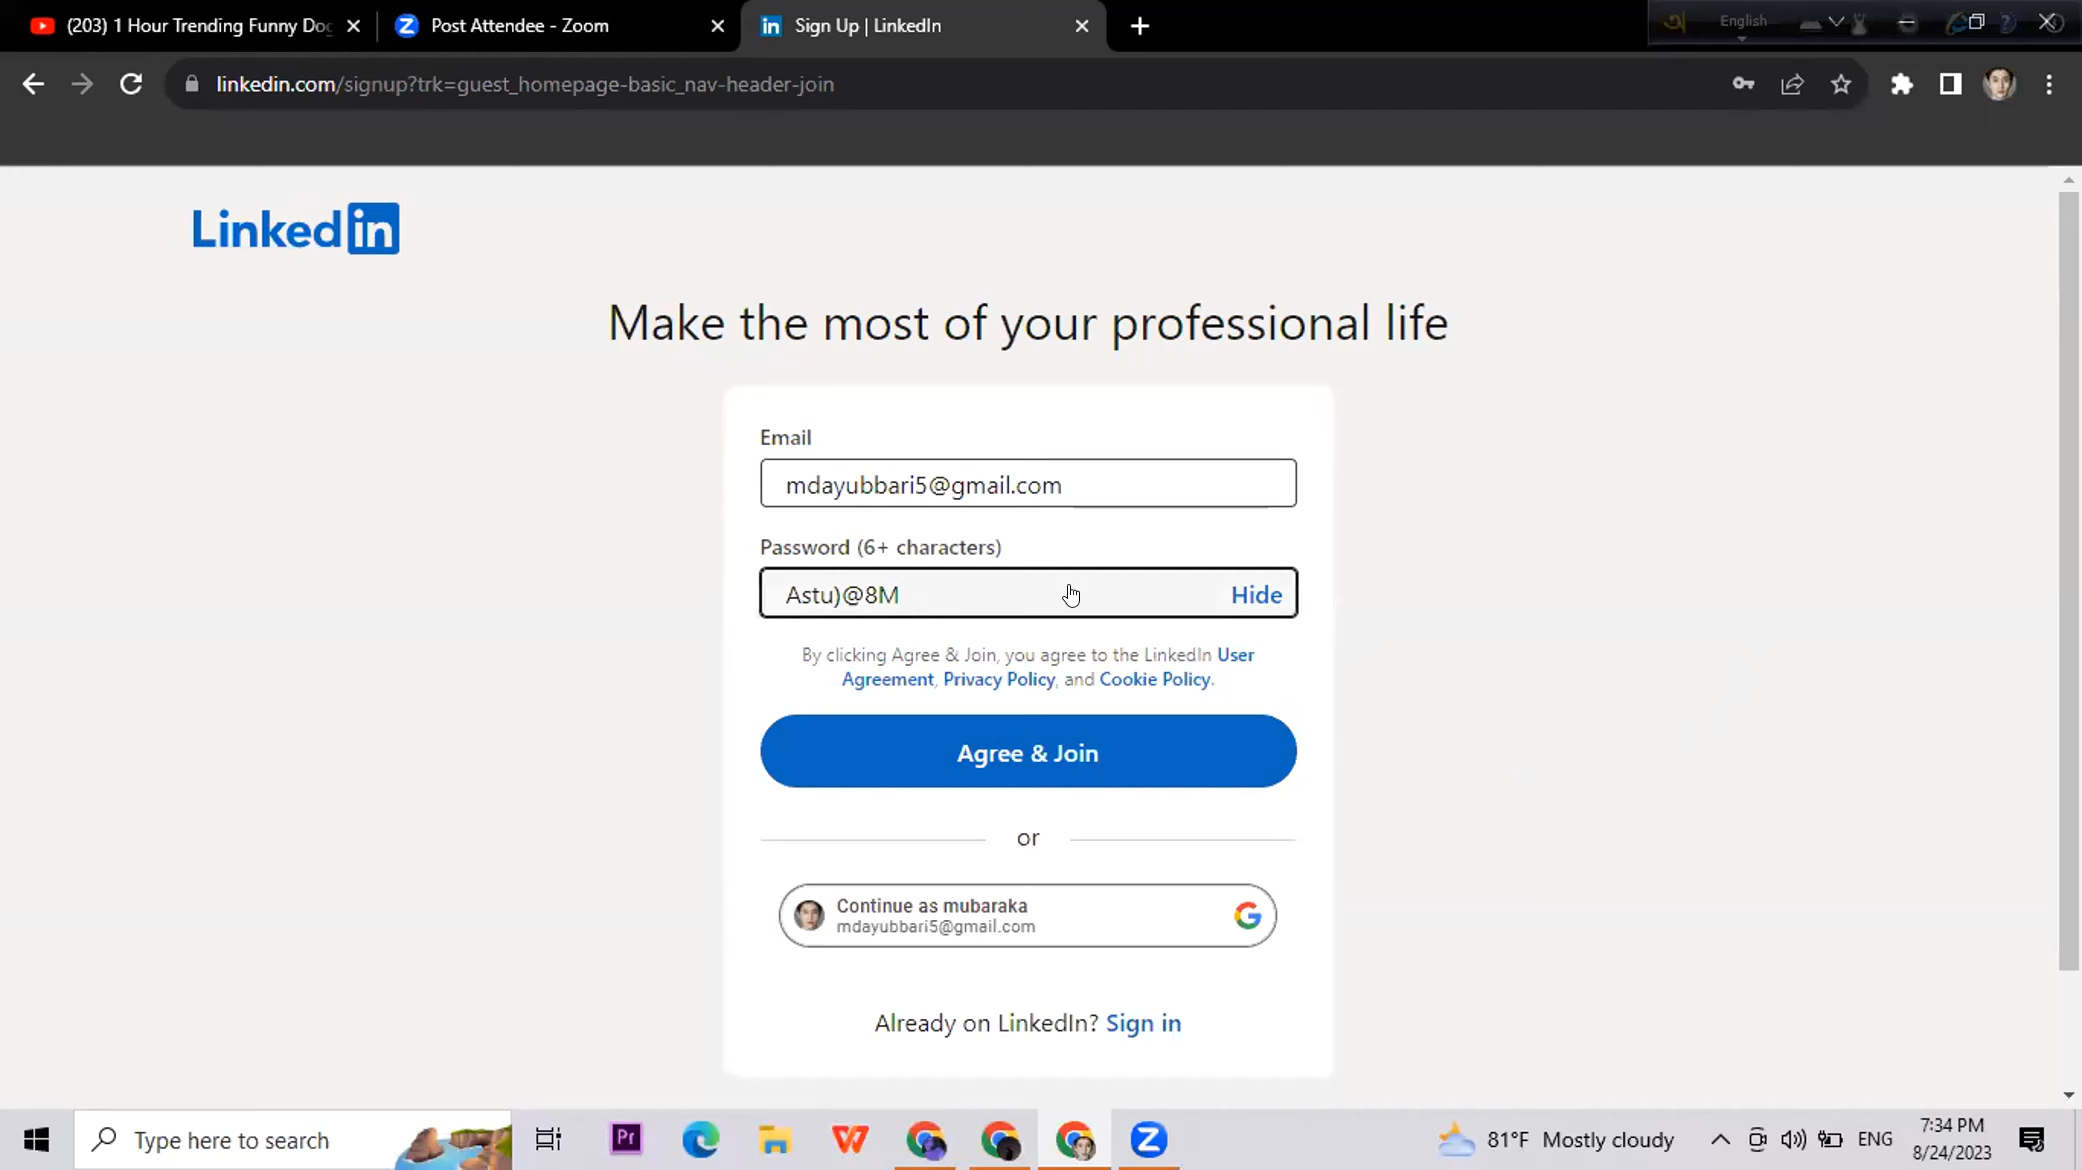 (203) 1 Hour Trending Funny Do
Post Attendee - Zoom
in Sign Up | LinkedIn
English
linkedin.com/signup?trk=guest_homepage-basic_nav-header-join
Linked in
Make the most of your professional life
Email
mdayubbari5@gmail.com
Password (6+ characters)
Astu)@8M
Hide
By clicking Agree & Join, you agree to the LinkedIn User
Agreement, Privacy Policy, and Cookie Policy.
Agree & Join
or
Continue as mubaraka
mdayubbari5@gmail.com
Already on LinkedIn? Sign in
Type here to search
Pr
81°F Mostly cloudy
ENG
7:34 PM
8/24/2023